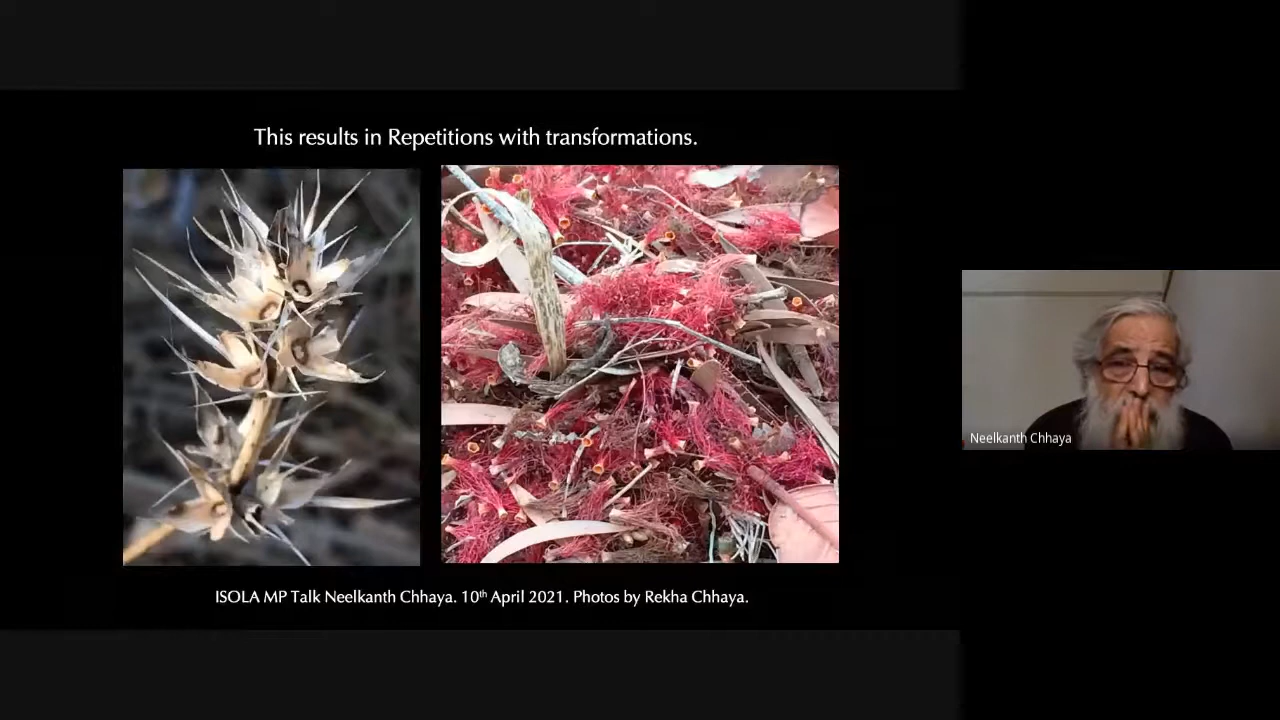 This results in Repetitions with transformations.
Neelkanth Chhaya
ISOLA MP Talk Neelkanth Chhaya. 10th April 2021. Photos by Rekha Chhaya.